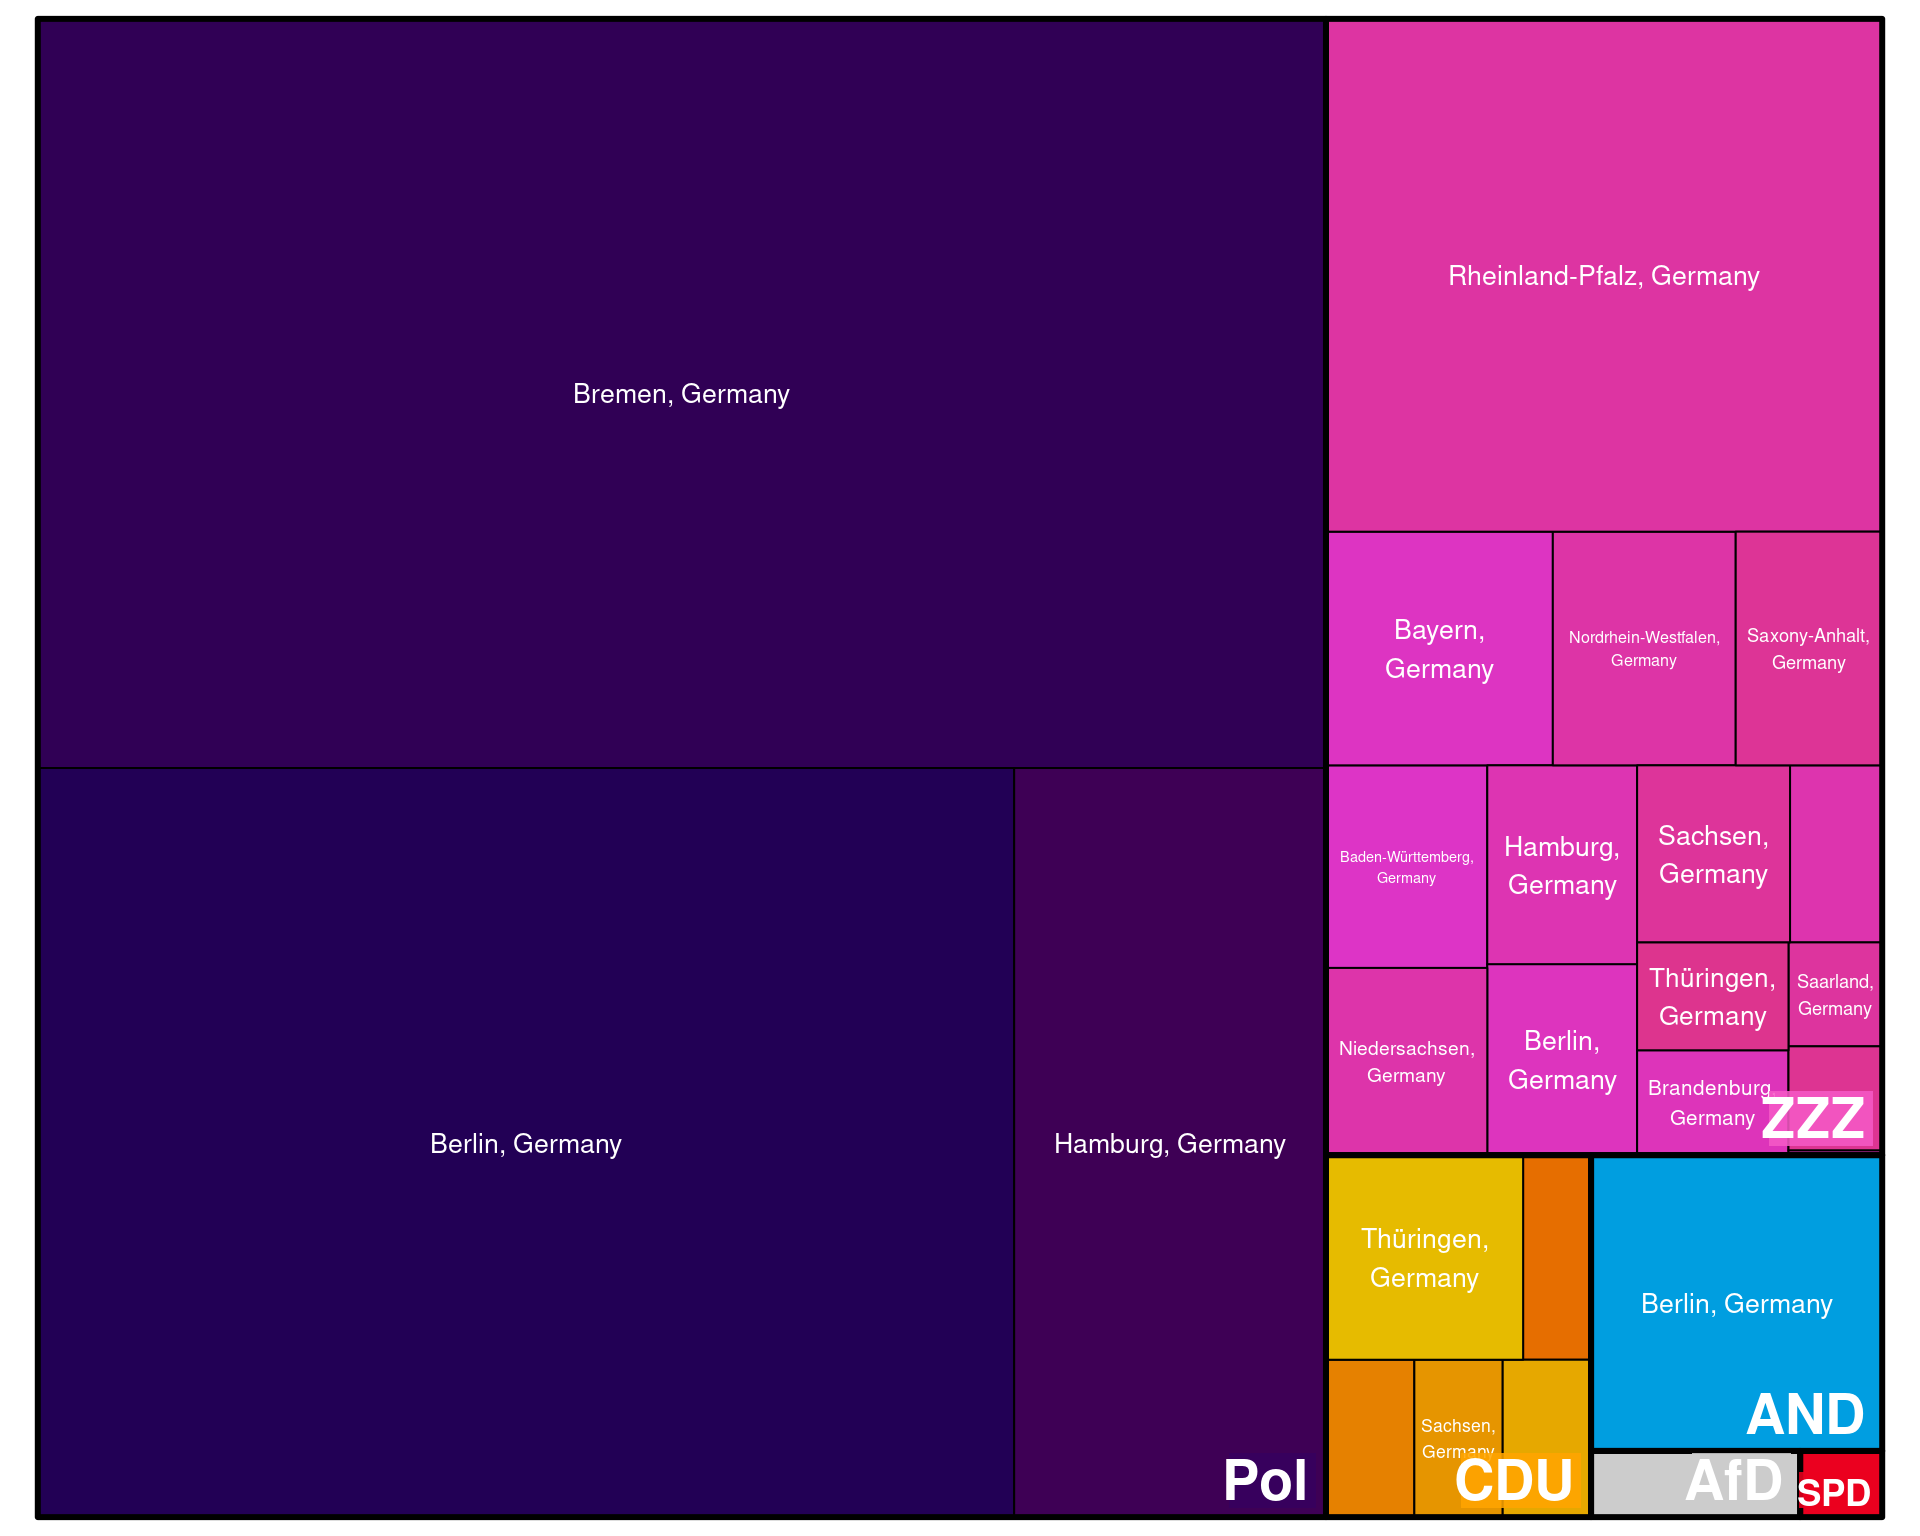 Bremen, Germany
Berlin, Germany
Hamburg, Germany
Pol
Rheinland-Pfalz, Germany
Bayern,
Germany
Nordrhein-Westfalen,
Germany
Saxony-Anhalt,
Germany
Baden-Württemberg,
Germany
Hamburg,
Germany
Sachsen,
Germany
Niedersachsen,
Germany
Berlin,
Germany
Thüringen,
Germany
Saarland,
Germany
Brandenburg,
Germany
ZZZ
Thüringen,
Germany
Sachsen,
Germany
CDU
Berlin, Germany
AND
AfD
SPD